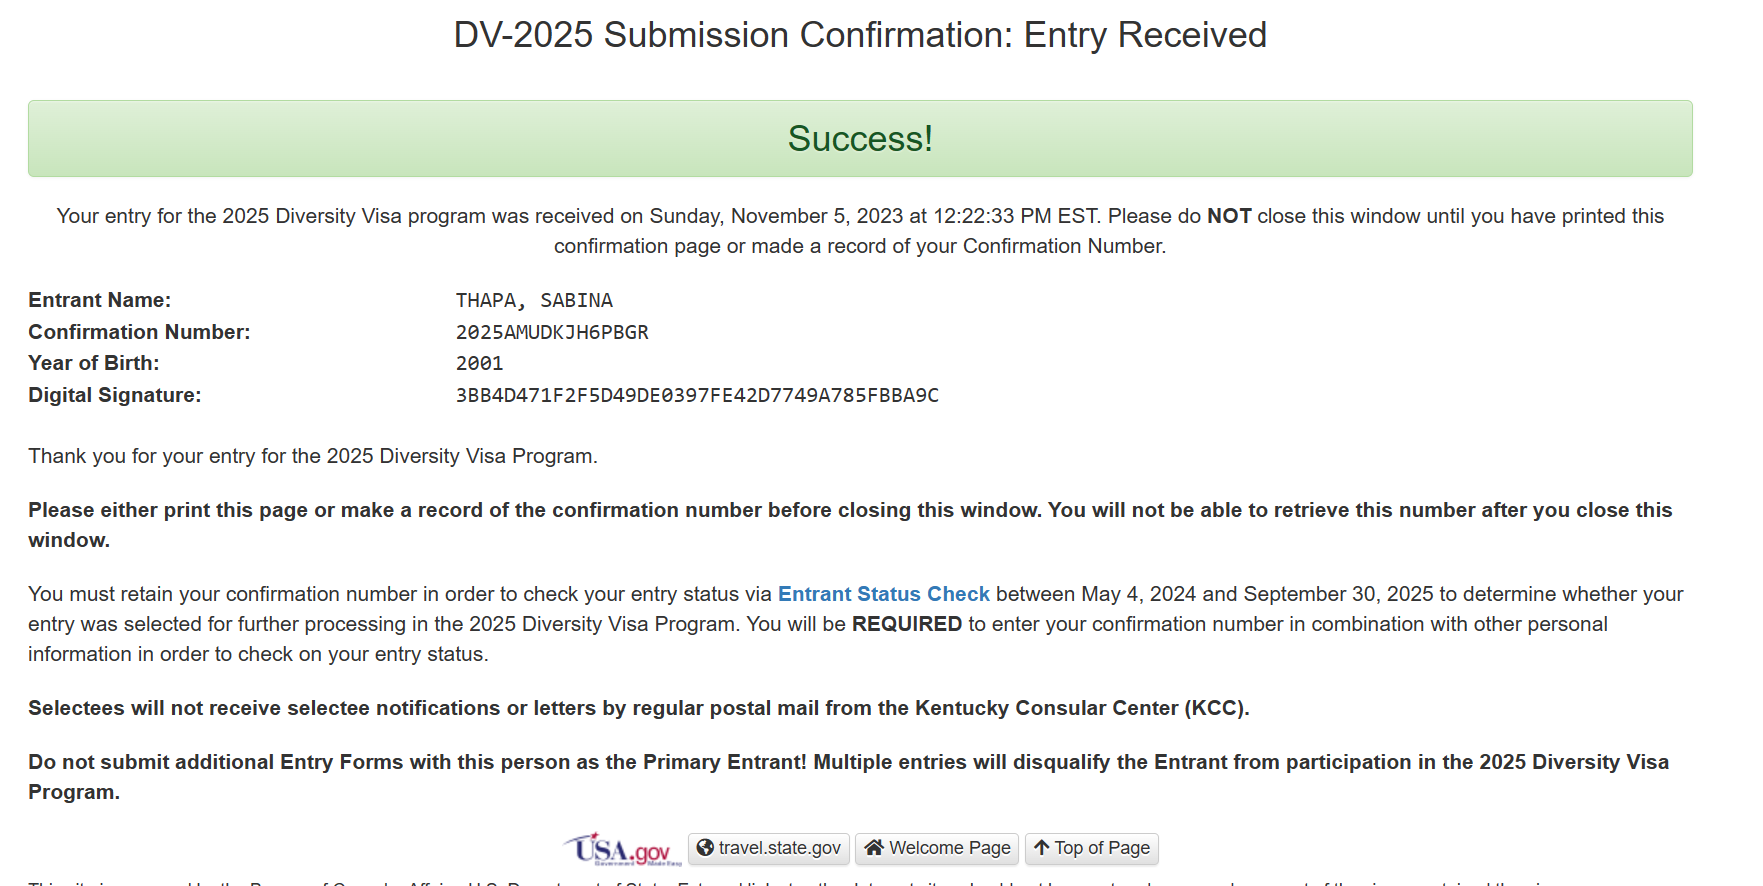 DV-2025 Submission Confirmation: Entry Received
Success!
Your entry for the 2025 Diversity Visa program was received on Sunday, November 5, 2023 at 12:22:33 PM EST. Please do NOT close this window until you have printed this
confirmation page or made a record of your Confirmation Number.
Entrant Name: THAPA, SABINA
Confirmation Number: 2025AMUDKJH6PBGR
Year of Birth: 2001
Digital Signature: 3BB4D471F2F5D49DE0397FE42D7749A785FBBA9C
Thank you for your entry for the 2025 Diversity Visa Program.
Please either print this page or make a record of the confirmation number before closing this window. You will not be able to retrieve this number after you close this
window.
You must retain your confirmation number in order to check your entry status via Entrant Status Check between May 4, 2024 and September 30, 2025 to determine whether your
entry was selected for further processing in the 2025 Diversity Visa Program. You will be REQUIRED to enter your confirmation number in combination with other personal
information in order to check on your entry status.
Selectees will not receive selectee notifications or letters by regular postal mail from the Kentucky Consular Center (KCC).
Do not submit additional Entry Forms with this person as the Primary Entrant! Multiple entries will disqualify the Entrant from participation in the 2025 Diversity Visa
Program.
USA.gov travel.state.gov Welcome Page Top of Page
Government Made Easy